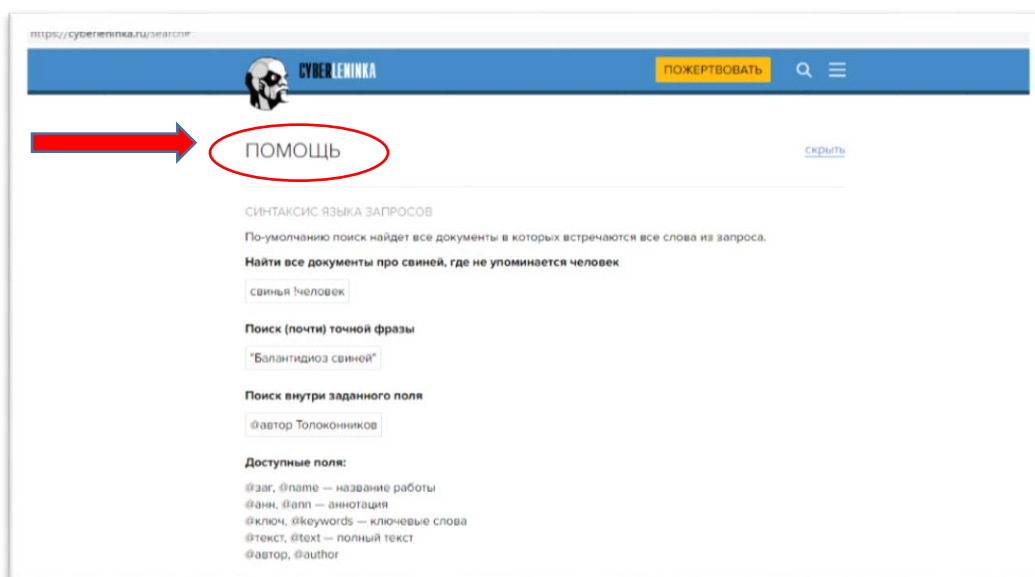 https://cyberleninka.ru/search#
CYBERLENINKA
ПОЖЕРТВОВАТЬ
ПОМОЩЬ
скрыть
СИНТАКСИС ЯЗЫКА ЗАПРОСОВ
По-умолчанию поиск найдет все документы в которых встречаются все слова из запроса.
Найти все документы про свиней, где не упоминается человек
свинья !человек
Поиск (почти) точной фразы
"Балантидиоз свиней"
Поиск внутри заданного поля
@автор Толоконников
Доступные поля:
@заг, @name — название работы
@анн, @ann — аннотация
@ключ, @keywords — ключевые слова
@текст, @text — полный текст
@автор, @author